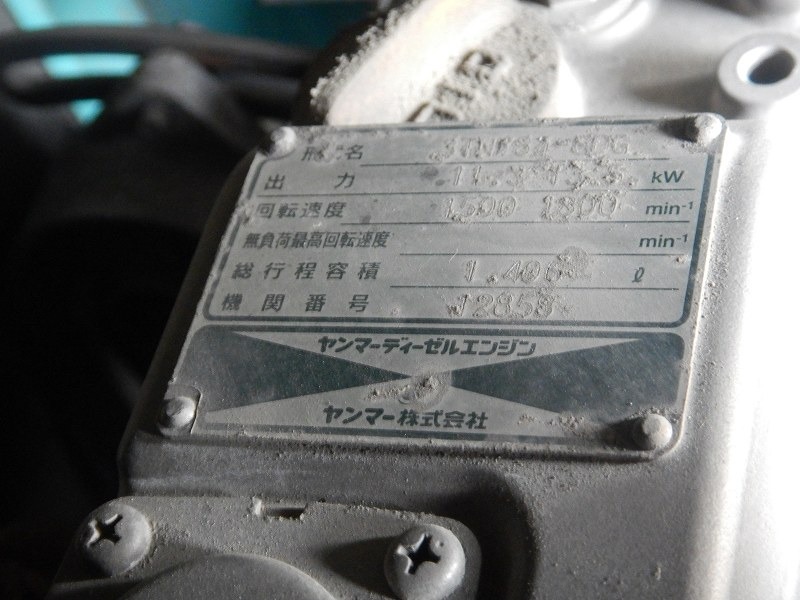 形式名
出力 kW
回転速度 1500 1800 min⁻¹
無負荷最高回転速度 min⁻¹
総行程容積 ℓ
機関番号 12858
ヤンマーディーゼルエンジン
ヤンマー株式会社